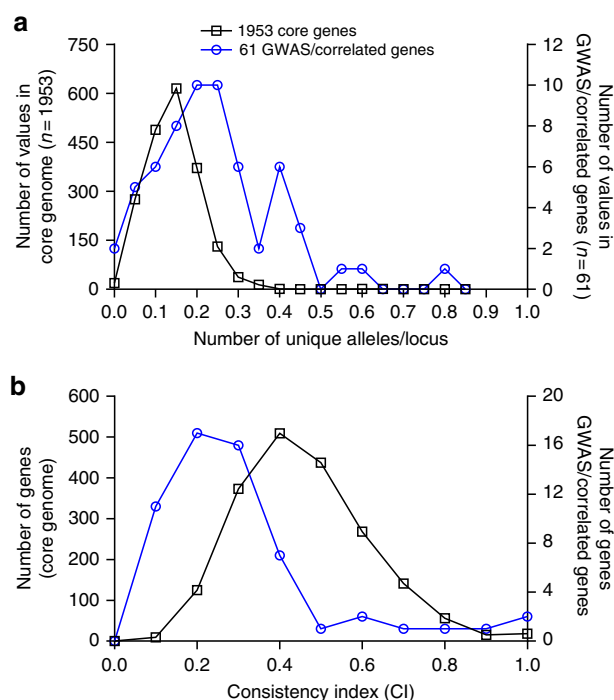 a
1953 core genes
61 GWAS/correlated genes
750
600
450
300
150
0
Number of values in
core genome (n = 1953)
12
10
8
6
4
2
0
Number of values in
GWAS/correlated genes (n = 61)
0.0 0.1 0.2 0.3 0.4 0.5 0.6 0.7 0.8 0.9 1.0
Number of unique alleles/locus
b
600
500
400
300
200
100
0
Number of genes
(core genome)
20
16
12
8
4
0
Number of genes
GWAS/correlated genes
0.0 0.2 0.4 0.6 0.8 1.0
Consistency index (CI)